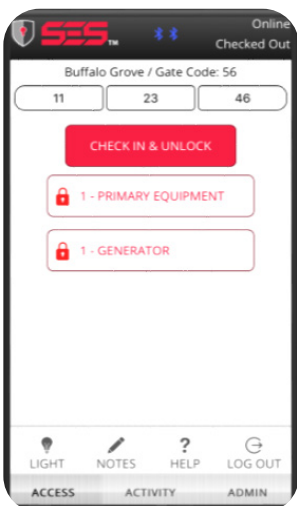 SES™
Online
Checked Out
Buffalo Grove / Gate Code: 56
11 23 46
CHECK IN & UNLOCK
1 - PRIMARY EQUIPMENT
1 - GENERATOR
LIGHT NOTES HELP LOG OUT
ACCESS ACTIVITY ADMIN